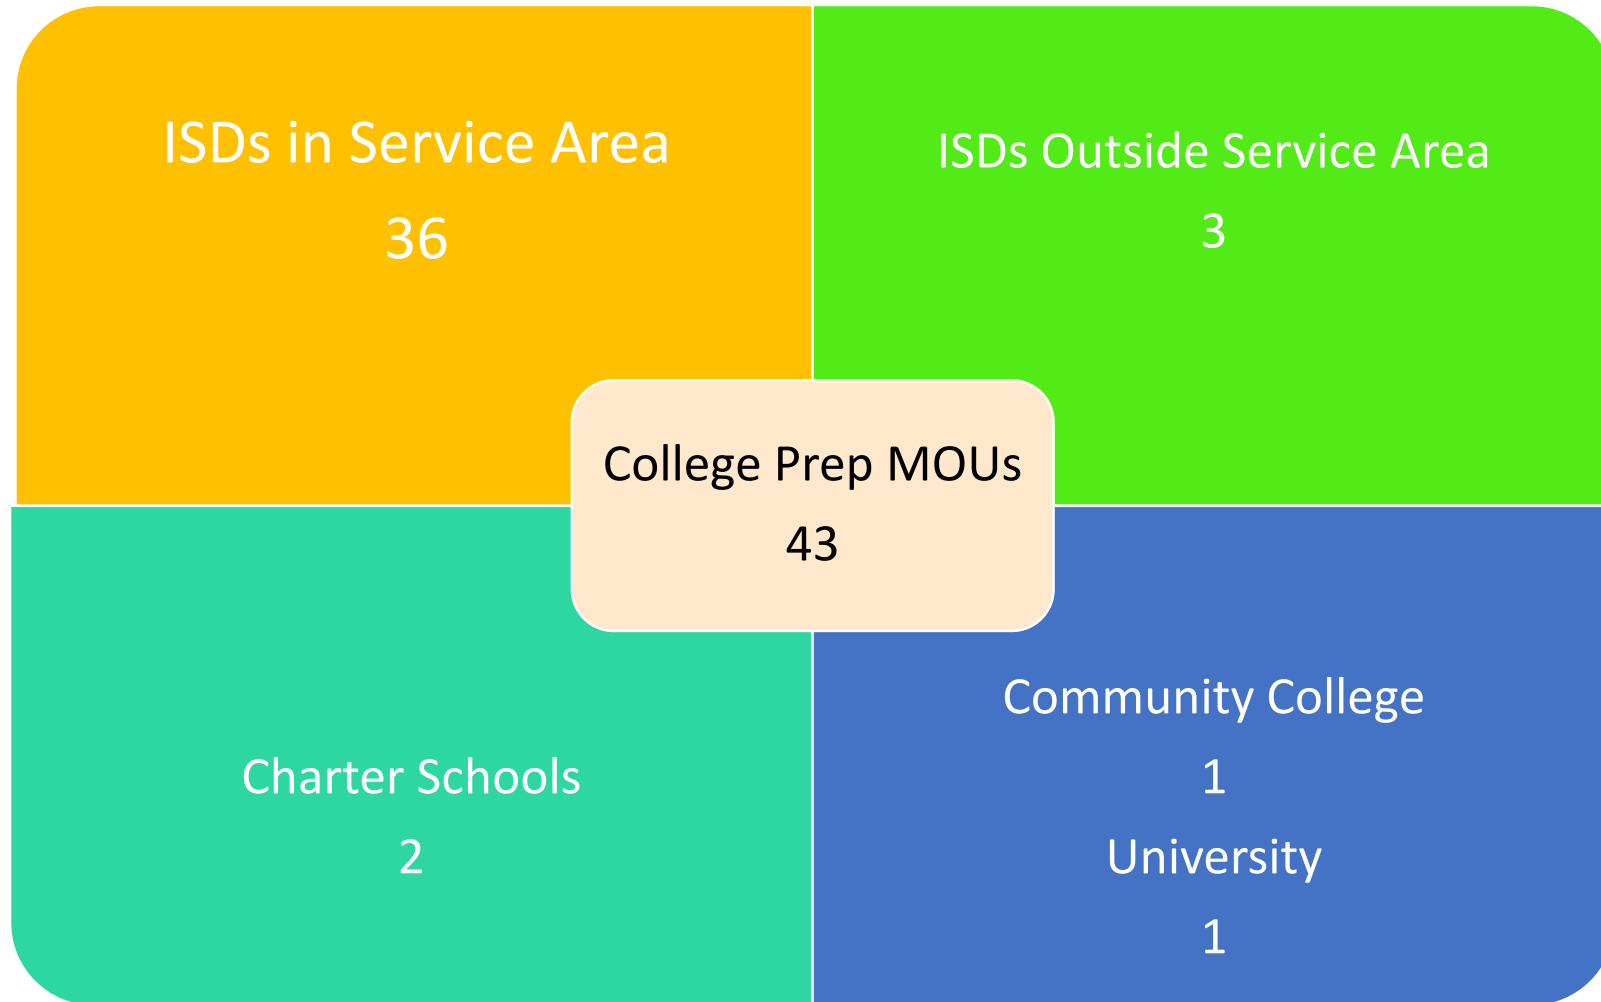 ISDs in Service Area
36
ISDs Outside Service Area
3
College Prep MOUs
43
Charter Schools
2
Community College
1
University
1